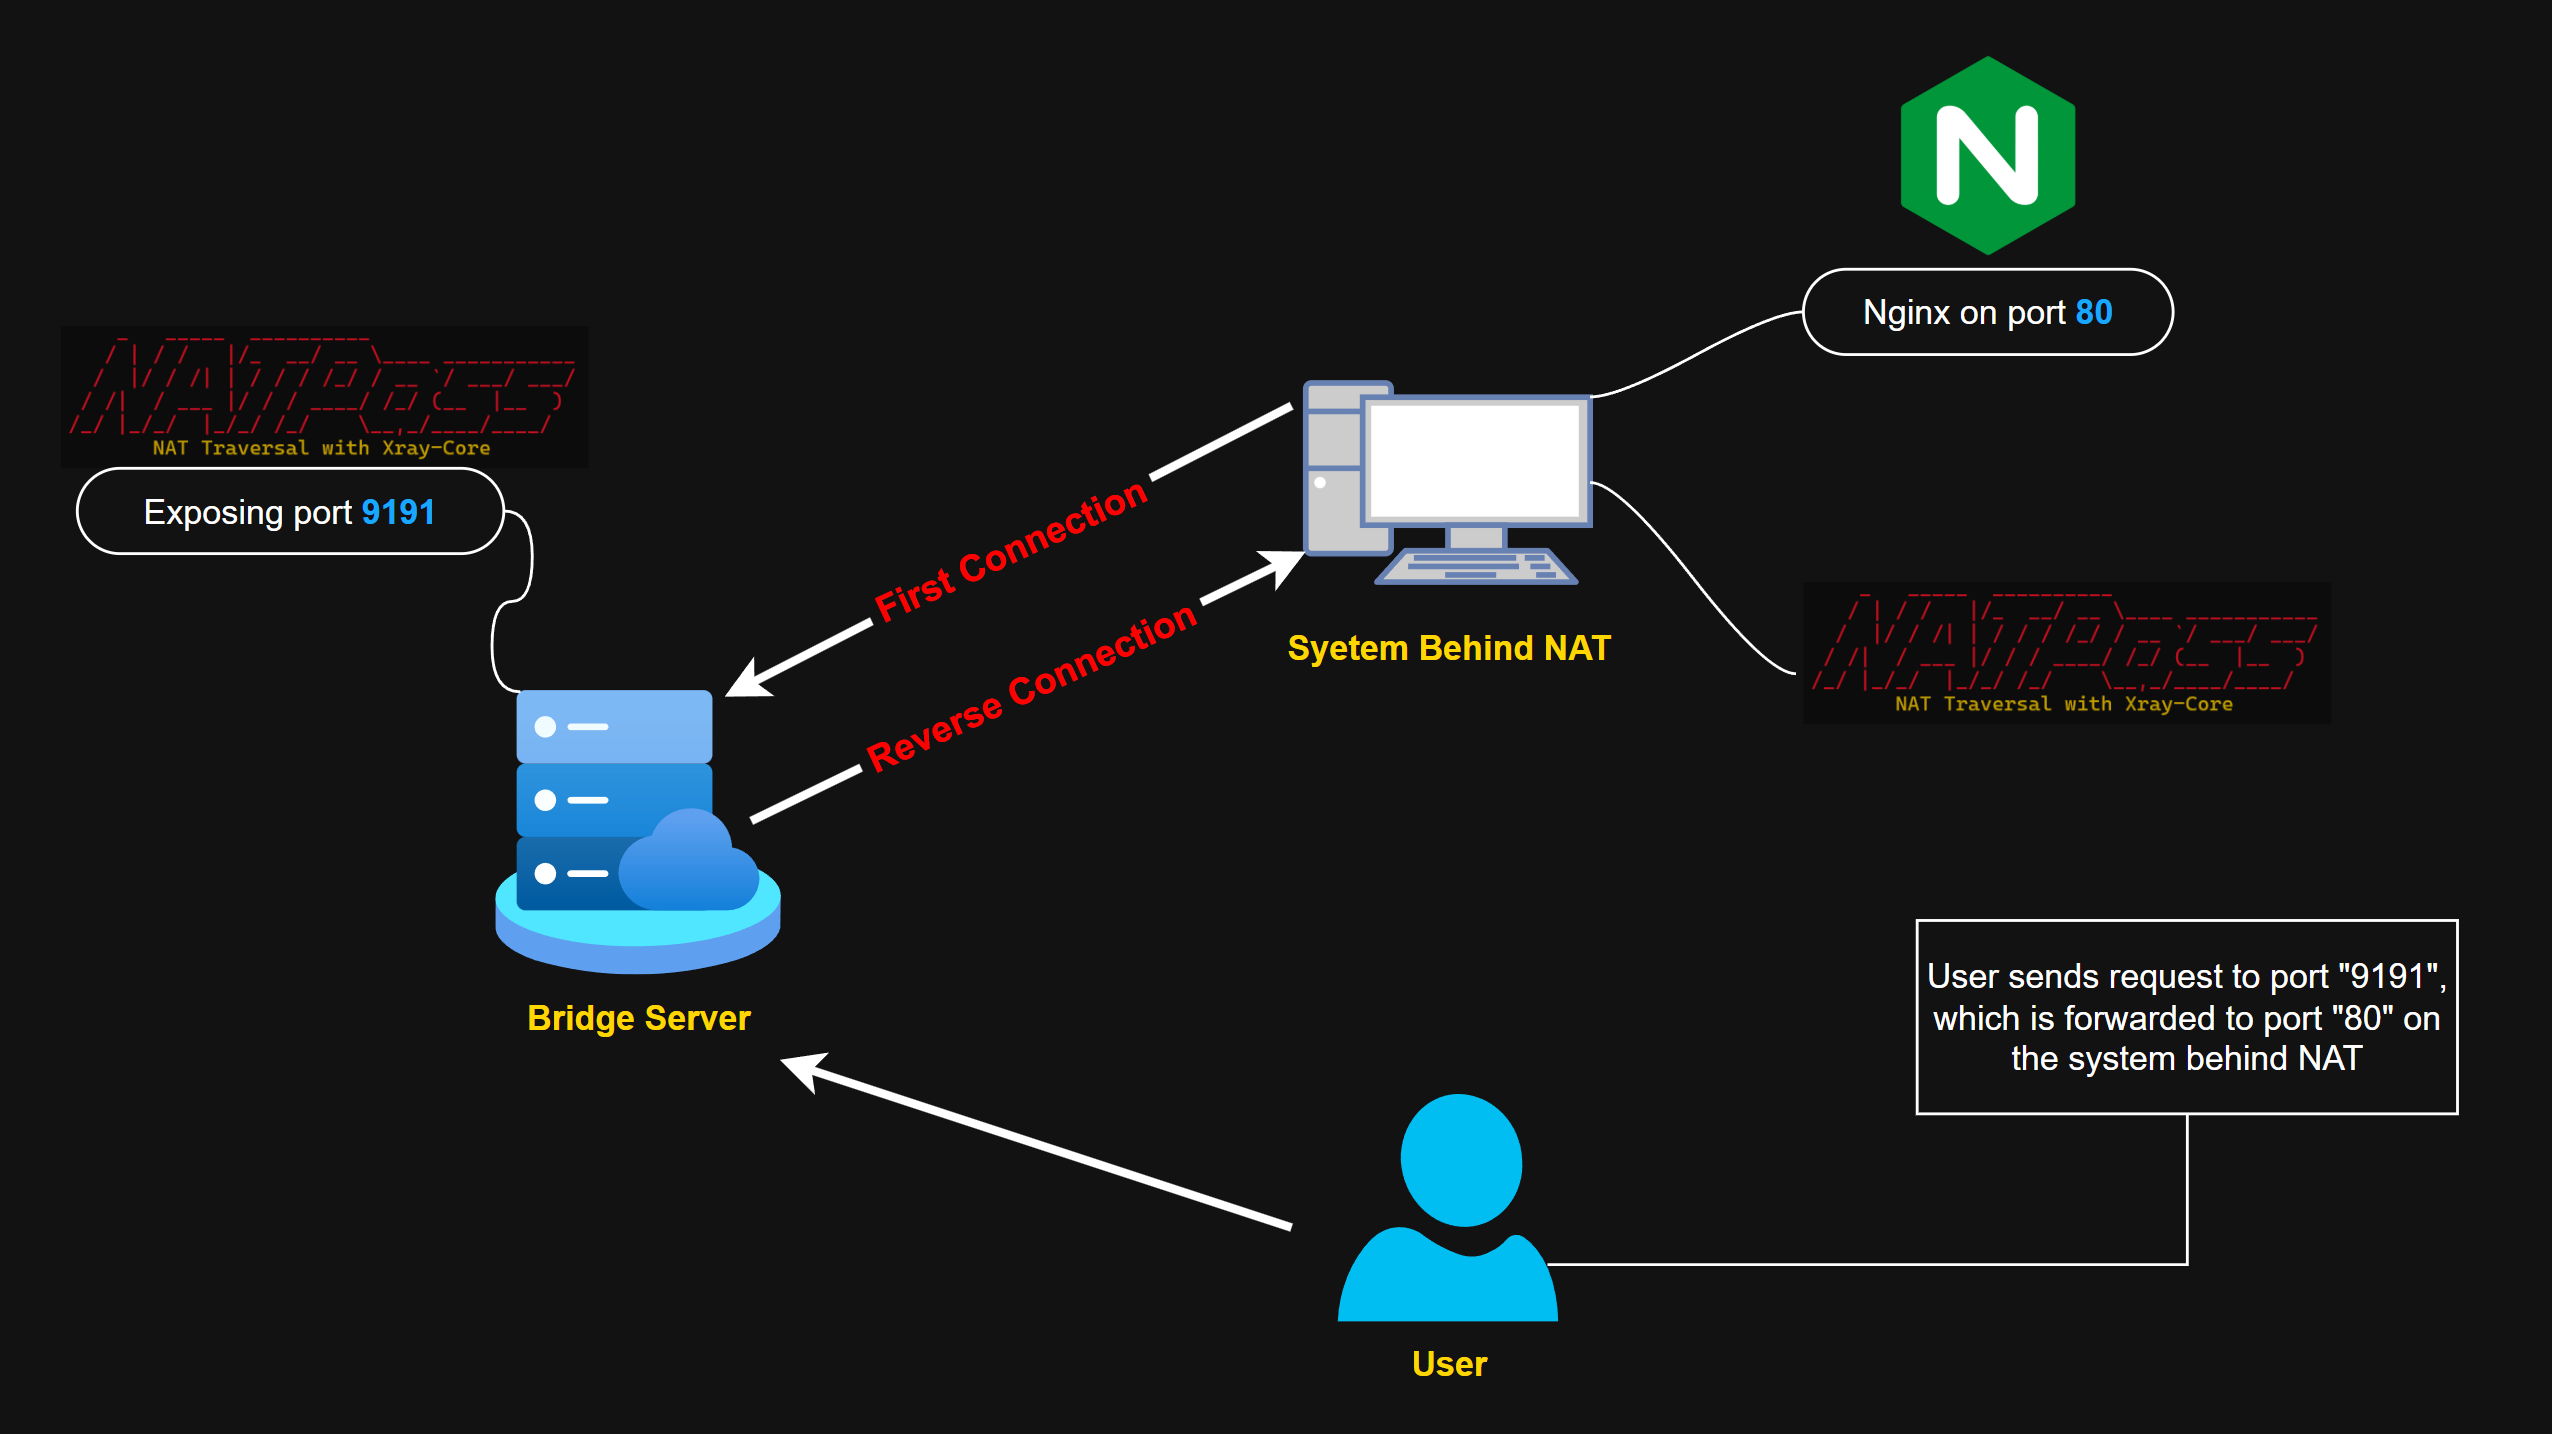 N
Nginx on port 80
NATPass
NAT Traversal with Xray-Core
Exposing port 9191
First Connection
Reverse Connection
Syetem Behind NAT
NATPass
NAT Traversal with Xray-Core
Bridge Server
User sends request to port "9191",
which is forwarded to port "80" on
the system behind NAT
User